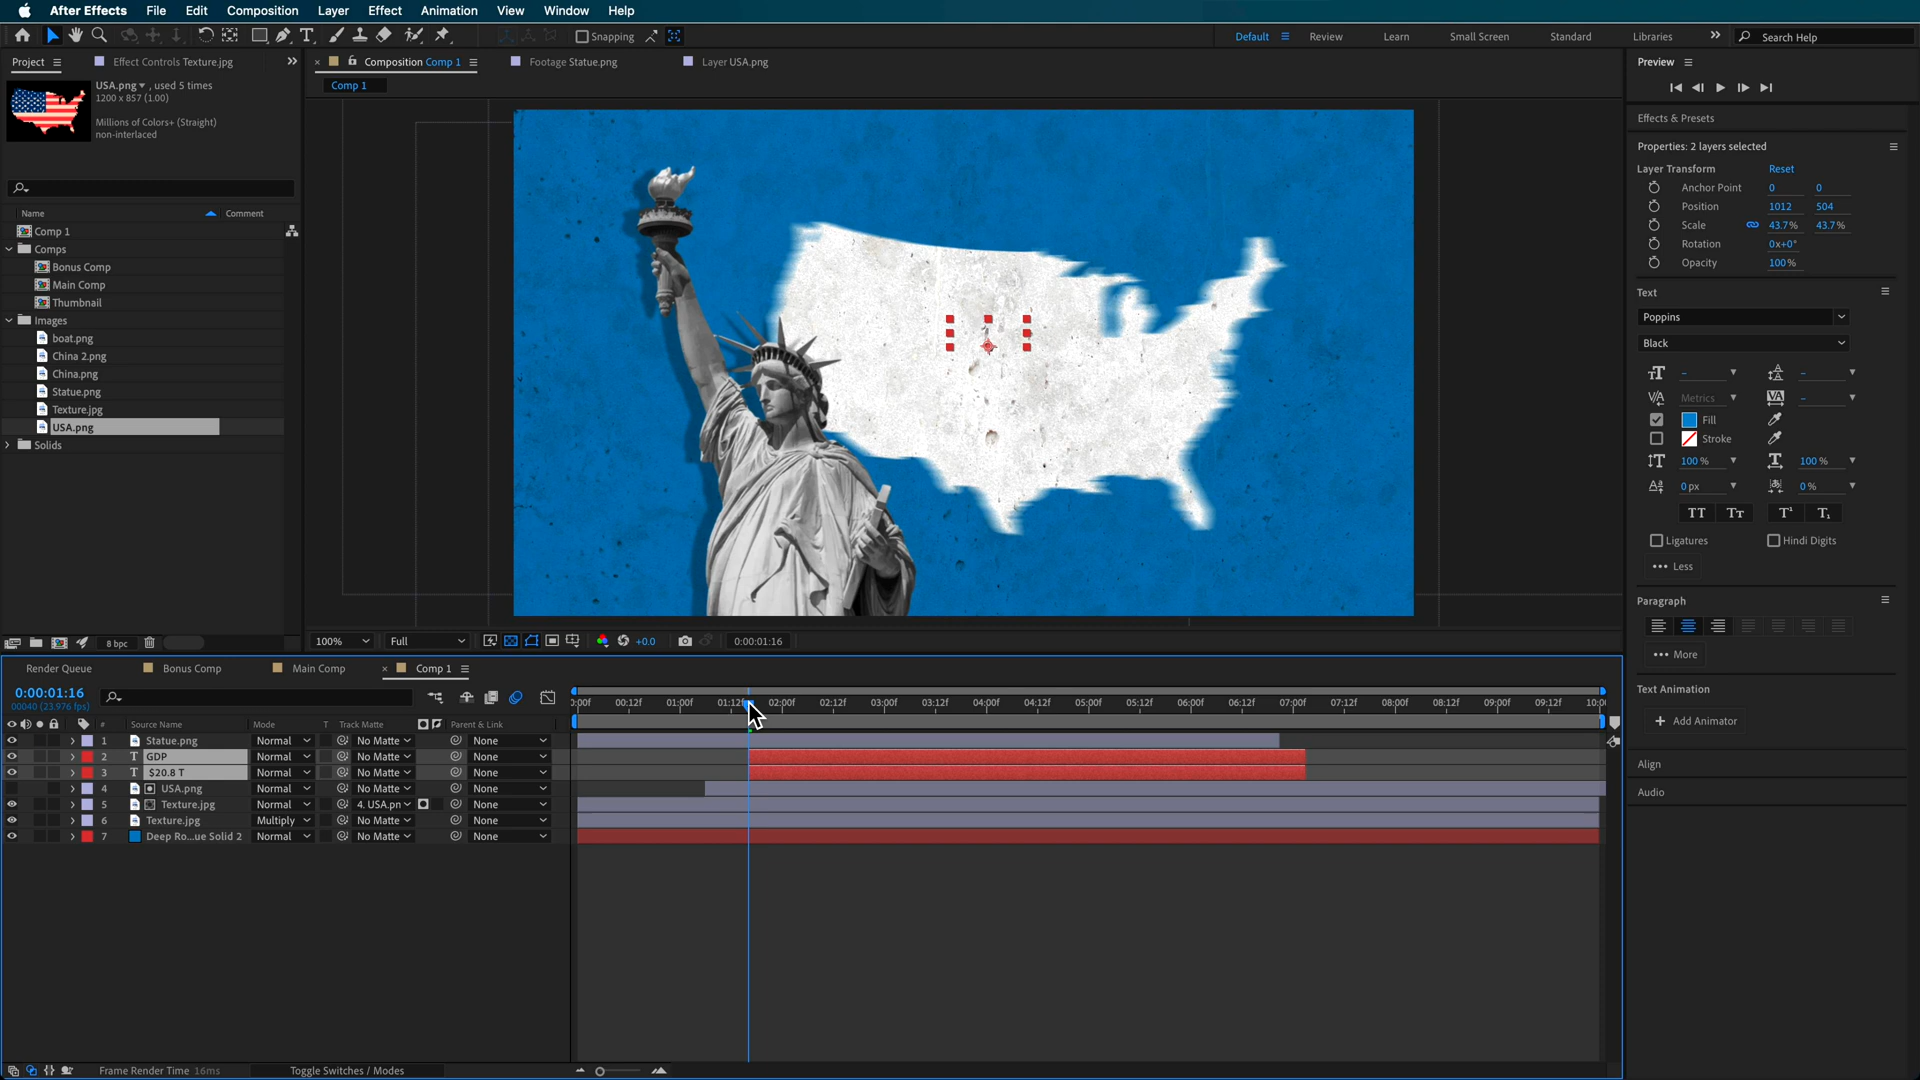 After Effects File Edit Composition Layer Effect Animation View Window Help
Snapping
Default Review Learn Small Screen Standard Libraries
Search Help
Project
Effect Controls Texture.jpg
Composition Comp 1
Footage Statue.png
Layer USA.png
Comp 1
USA.png , used 5 times
1200 x 857 (1.00)
Millions of Colors+ (Straight)
non-interlaced
Name Comment
Comp 1
Comps
Bonus Comp
Main Comp
Thumbnail
Images
boat.png
China 2.png
China.png
Statue.png
Texture.jpg
USA.png
Solids
8 bpc
100% Full +0.0 0:00:01:16
Preview
Effects & Presets
Properties: 2 layers selected
Layer Transform Reset
Anchor Point 0 0
Position 1012 504
Scale 43.7% 43.7%
Rotation 0x+0°
Opacity 100%
Text
Poppins
Black
Metrics
Fill
Stroke
100% 100%
0 px 0%
Ligatures Hindi Digits
Less
Paragraph
More
Text Animation
Add Animator
Align
Audio
Render Queue Bonus Comp Main Comp Comp 1
0:00:01:16
00040 (23.976 fps)
:00f 00:12f 01:00f 01:12f 02:00f 02:12f 03:00f 03:12f 04:00f 04:12f 05:00f 05:12f 06:00f 06:12f 07:00f 07:12f 08:00f 08:12f 09:00f 09:12f 10:00
# Source Name Mode T Track Matte Parent & Link
1 Statue.png Normal No Matte None
2 T GDP Normal No Matte None
3 T $20.8 T Normal No Matte None
4 USA.png Normal No Matte None
5 Texture.jpg Normal 4. USA.pn None
6 Texture.jpg Multiply No Matte None
7 Deep Ro...ue Solid 2 Normal No Matte None
Frame Render Time 16ms Toggle Switches / Modes